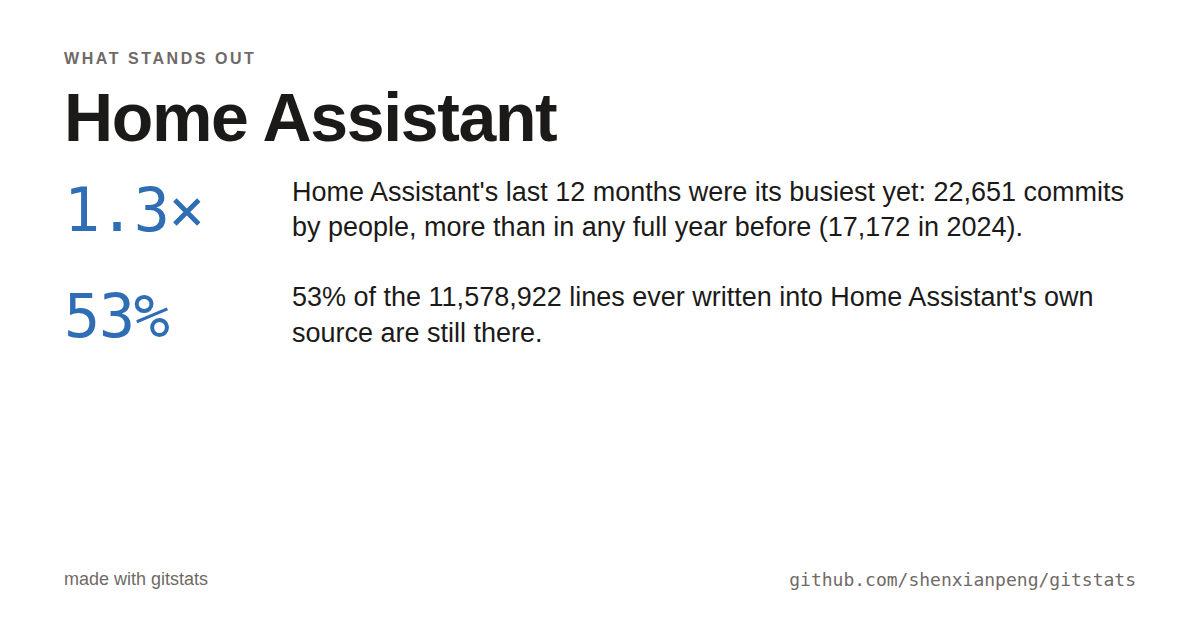 WHAT STANDS OUT
Home Assistant
1.3×
Home Assistant's last 12 months were its busiest yet: 22,651 commits
by people, more than in any full year before (17,172 in 2024).
53%
53% of the 11,578,922 lines ever written into Home Assistant's own
source are still there.
made with gitstats
github.com/shenxianpeng/gitstats